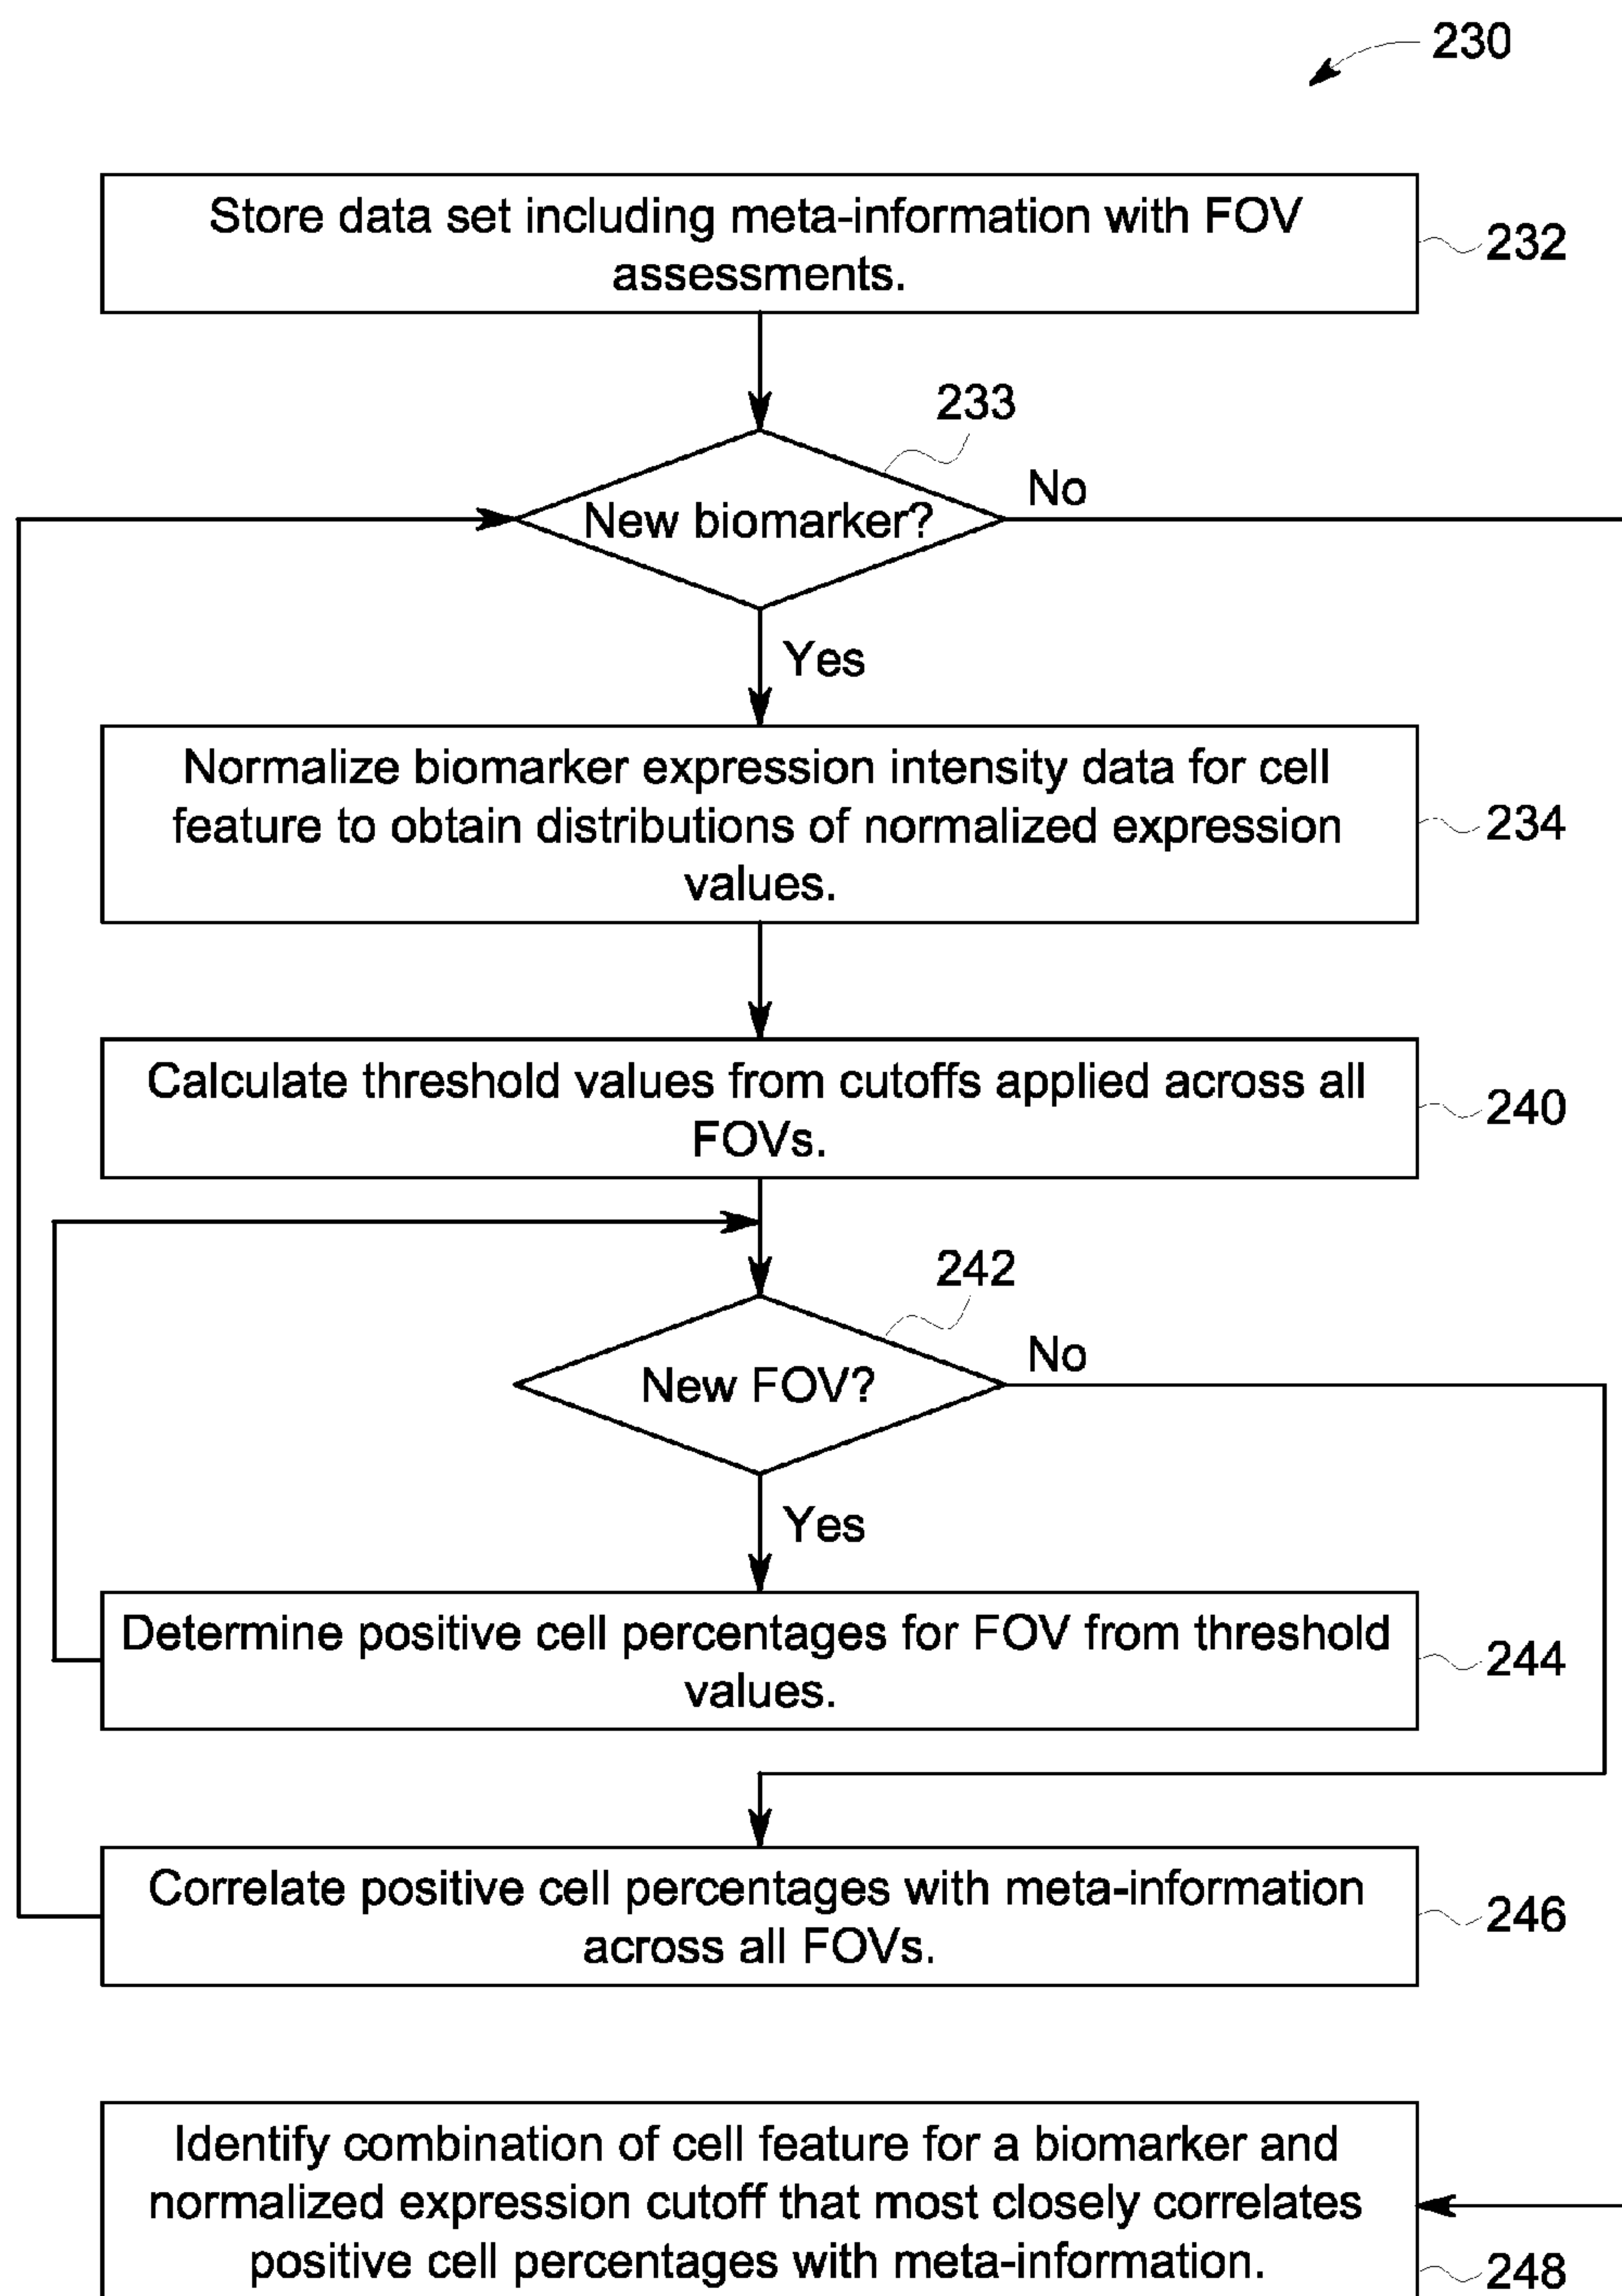 230
Store data set including meta-information with FOV
assessments.
232
233
New biomarker?
No
Yes
Normalize biomarker expression intensity data for cell
feature to obtain distributions of normalized expression
values.
234
Calculate threshold values from cutoffs applied across all
FOVs.
240
242
New FOV?
No
Yes
Determine positive cell percentages for FOV from threshold
values.
244
Correlate positive cell percentages with meta-information
across all FOVs.
246
Identify combination of cell feature for a biomarker and
normalized expression cutoff that most closely correlates
positive cell percentages with meta-information.
248